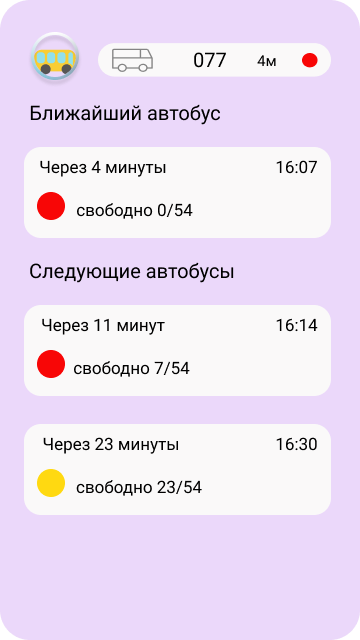 077 4м
Ближайший автобус
Через 4 минуты 16:07
свободно 0/54
Следующие автобусы
Через 11 минут 16:14
свободно 7/54
Через 23 минуты 16:30
свободно 23/54